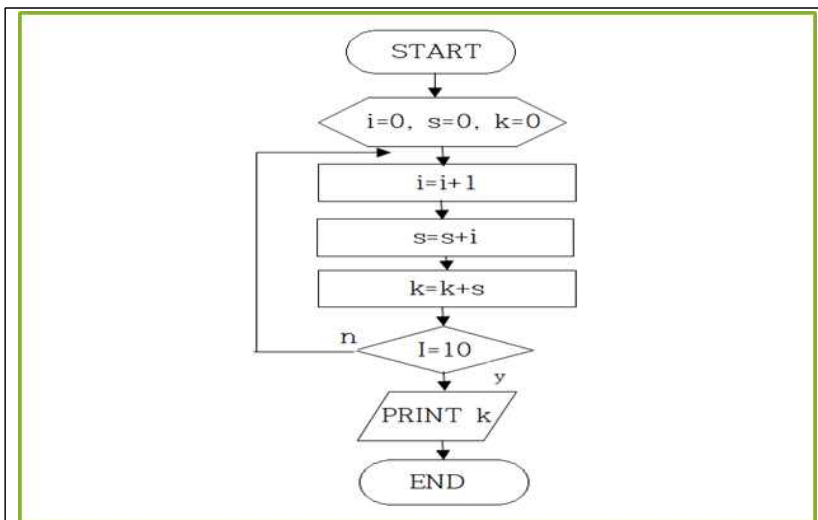 START
i=0, s=0, k=0
i=i+1
s=s+i
k=k+s
n
I=10
y
PRINT k
END